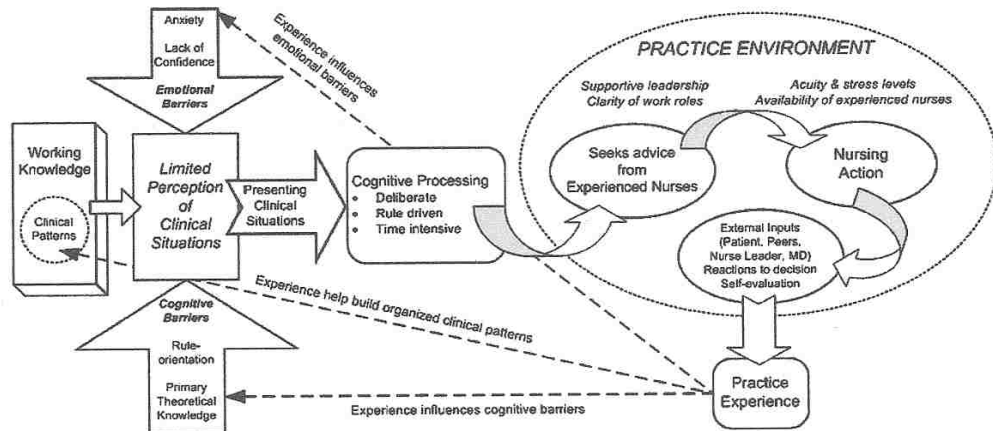 Anxiety
Lack of
Confidence
Emotional
Barriers
Experience influences
emotional barriers
PRACTICE ENVIRONMENT
Supportive leadership
Clarity of work roles
Acuity & stress levels
Availability of experienced nurses
Working
Knowledge
Clinical
Patterns
Limited
Perception
of
Clinical
Situations
Presenting
Clinical
Situations
Cognitive Processing
• Deliberate
• Rule driven
• Time intensive
Seeks advice
from
Experienced Nurses
Nursing
Action
External Inputs
(Patient, Peers,
Nurse Leader, MD)
Reactions to decision
Self-evaluation
Experience help build organized clinical patterns
Cognitive
Barriers
Rule-
orientation
Primary
Theoretical
Knowledge
Experience influences cognitive barriers
Practice
Experience